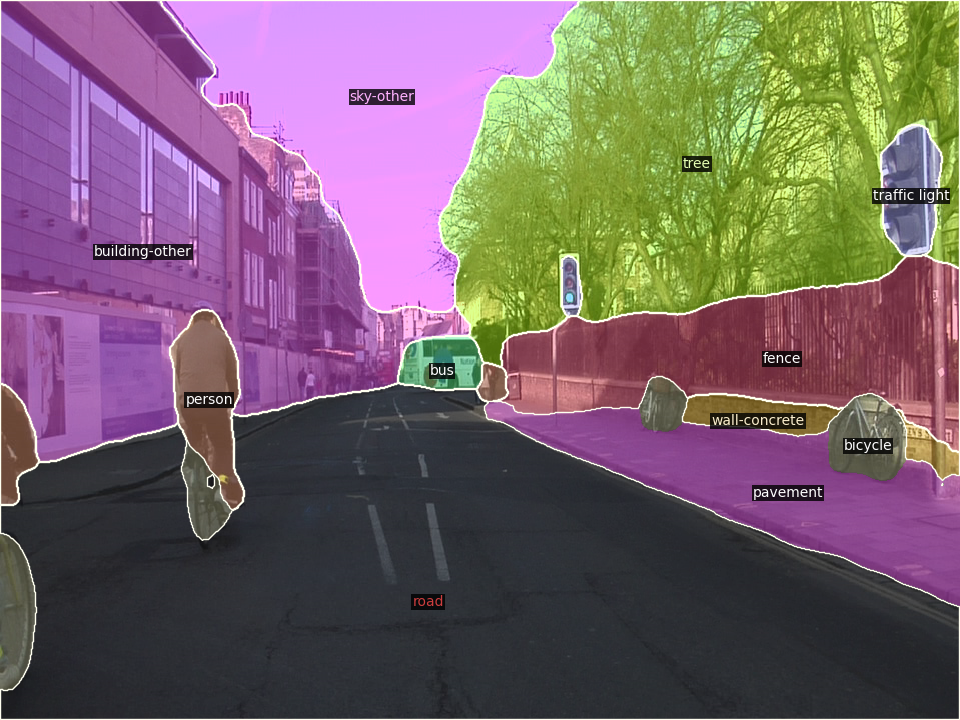 sky-other
tree
traffic light
building-other
fence
bus
person
wall-concrete
bicycle
pavement
road